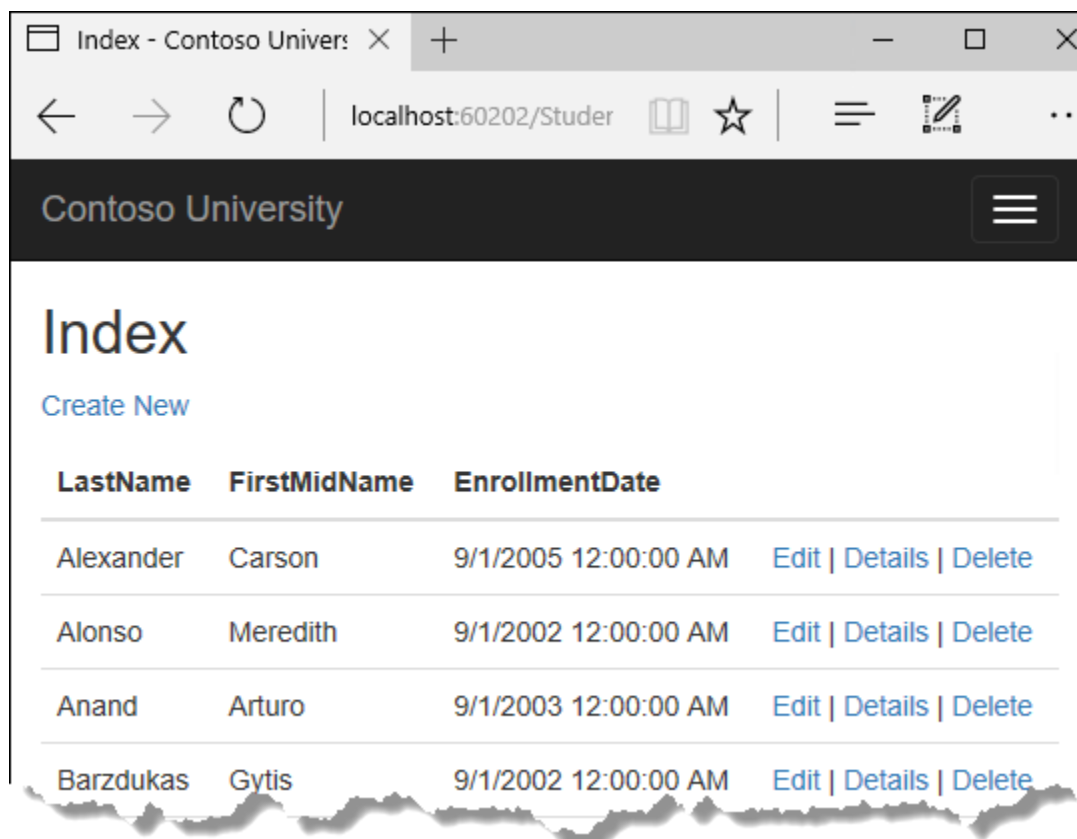 Index - Contoso Univers
localhost:60202/Studer
Contoso University
Index
Create New
LastName FirstMidName EnrollmentDate
Alexander Carson 9/1/2005 12:00:00 AM Edit | Details | Delete
Alonso Meredith 9/1/2002 12:00:00 AM Edit | Details | Delete
Anand Arturo 9/1/2003 12:00:00 AM Edit | Details | Delete
Barzdukas Gytis 9/1/2002 12:00:00 AM Edit | Details | Delete